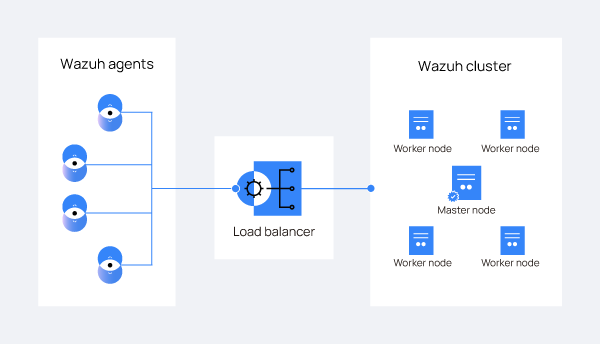 Wazuh agents
Wazuh cluster
Worker node
Worker node
Master node
Load balancer
Worker node
Worker node